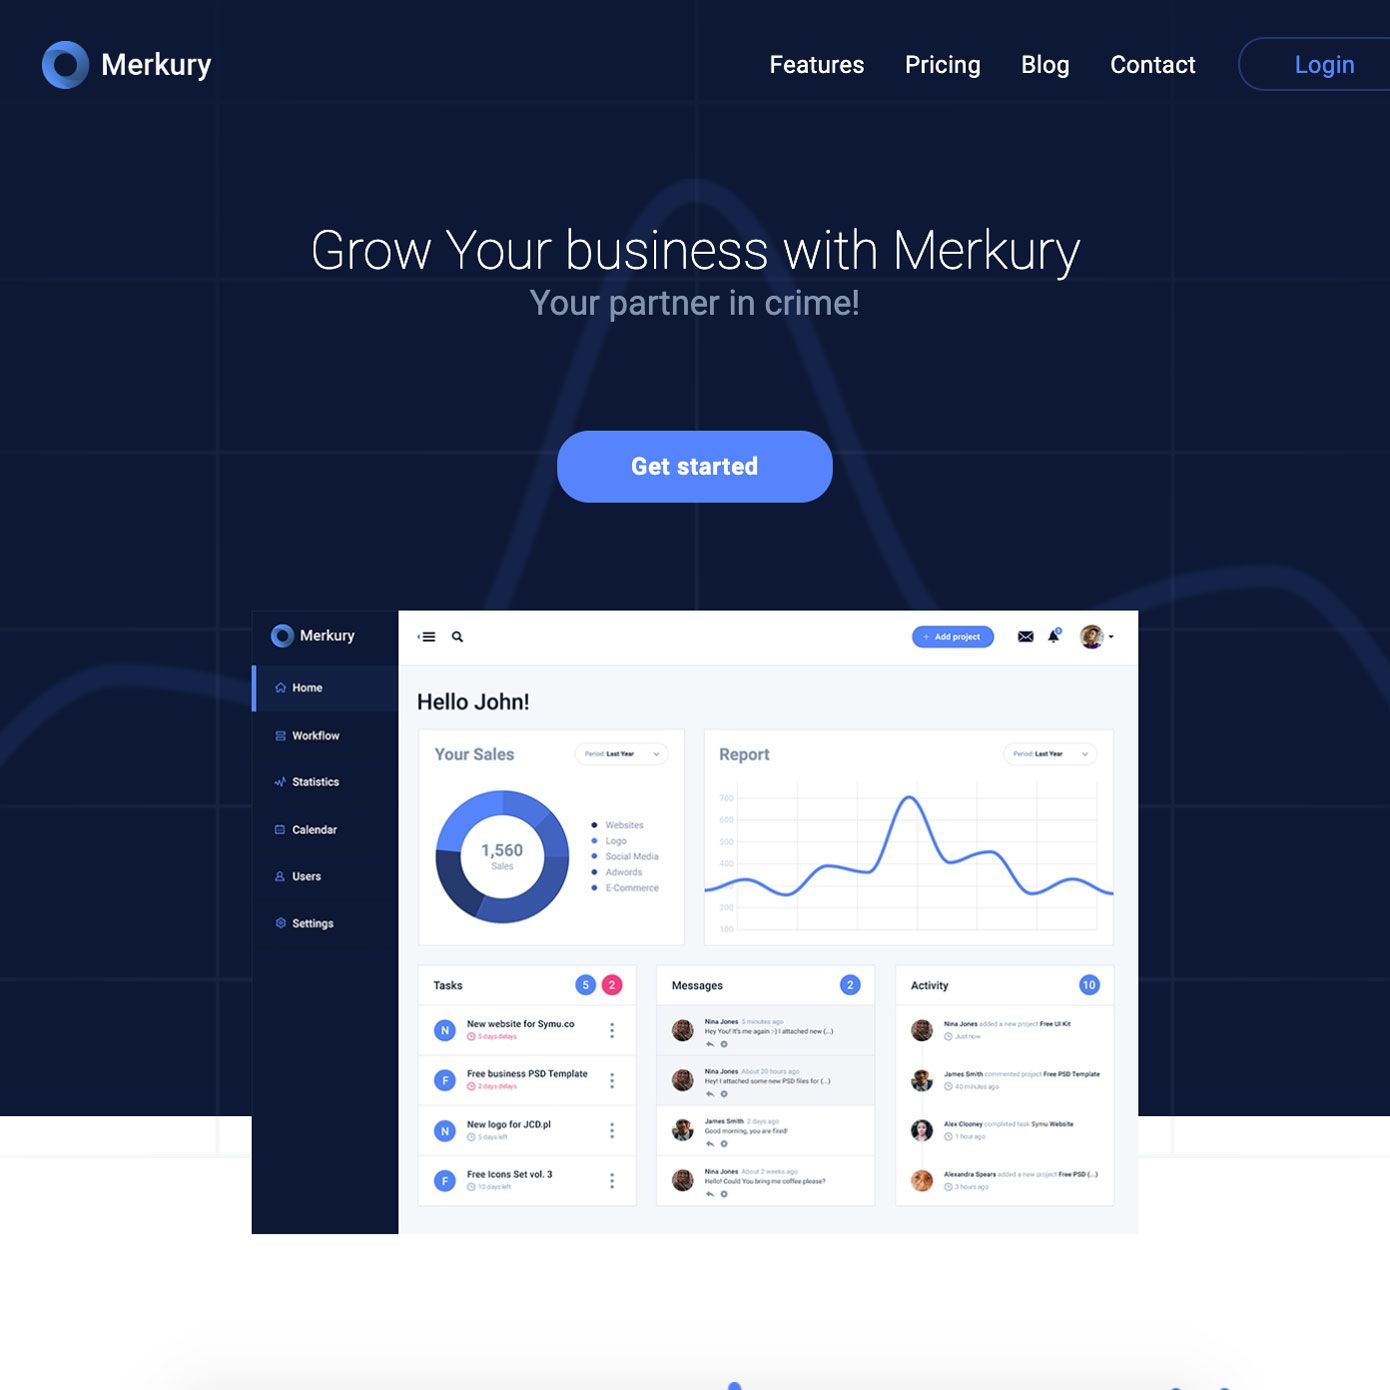 Merkury
Features Pricing Blog Contact Login
Grow Your business with Merkury
Your partner in crime!
Get started
Merkury
+ Add project
Home
Workflow
Statistics
Calendar
Users
Settings
Hello John!
Your Sales
Period: Last Year
1,560
Sales
Websites
Logo
Social Media
Adwords
E-Commerce
Report
Period: Last Year
700
600
500
400
200
100
Tasks 5 2
N New website for Symu.co
5 days delays
F Free business PSD Template
2 days delays
N New logo for JCD.pl
5 days left
F Free Icons Set vol. 3
10 days left
Messages 2
Nina Jones 5 minutes ago
Hey You! It's me again :-) I attached new (...)
Nina Jones About 20 hours ago
Hey! I attached some new PSD files for (...)
James Smith 2 days ago
Good morning, you are fired!
Nina Jones About 2 weeks ago
Hello! Could You bring me coffee please?
Activity 10
Nina Jones added a new project Free UI Kit
Just now
James Smith commented project Free PSD Template
40 minutes ago
Alex Clooney completed task Symu Website
1 hour ago
Alexandra Spears added a new project Free PSD (...)
3 hours ago